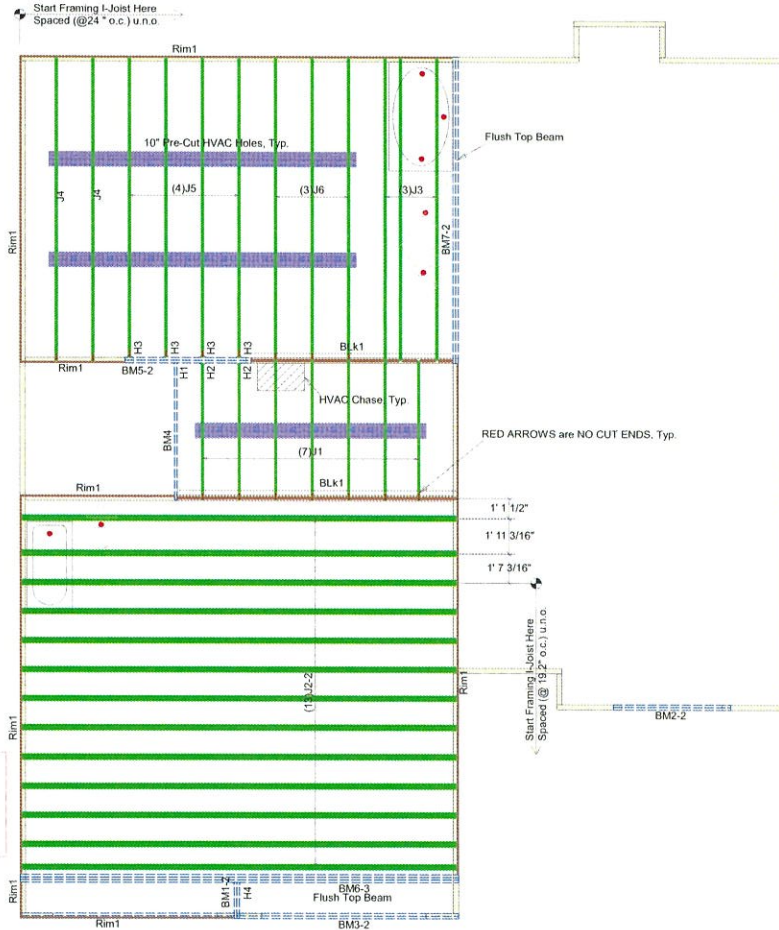 Start Framing I-Joist Here
Spaced (@24 " o.c.) u.n.o.
Rim1
Flush Top Beam
10" Pre-Cut HVAC Holes, Typ.
J4
J4
(4)J5
(3)J6
(3)J3
Rim1
BM7-2
H3
H3
H3
H3
BLk1
Rim1
BM5-2
H1
H2
H2
HVAC Chase, Typ.
BM4
RED ARROWS are NO CUT ENDS, Typ.
(7)J1
Rim1
BLk1
1' 1 1/2"
1' 11 3/16"
1' 7 3/16"
Start Framing I-Joist Here
Spaced (@ 19.2" o.c.) u.n.o.
(13)J2-2
Rim1
Rim1
BM2-2
Rim1
BM1-2
H4
BM6-3
Flush Top Beam
Rim1
BM3-2